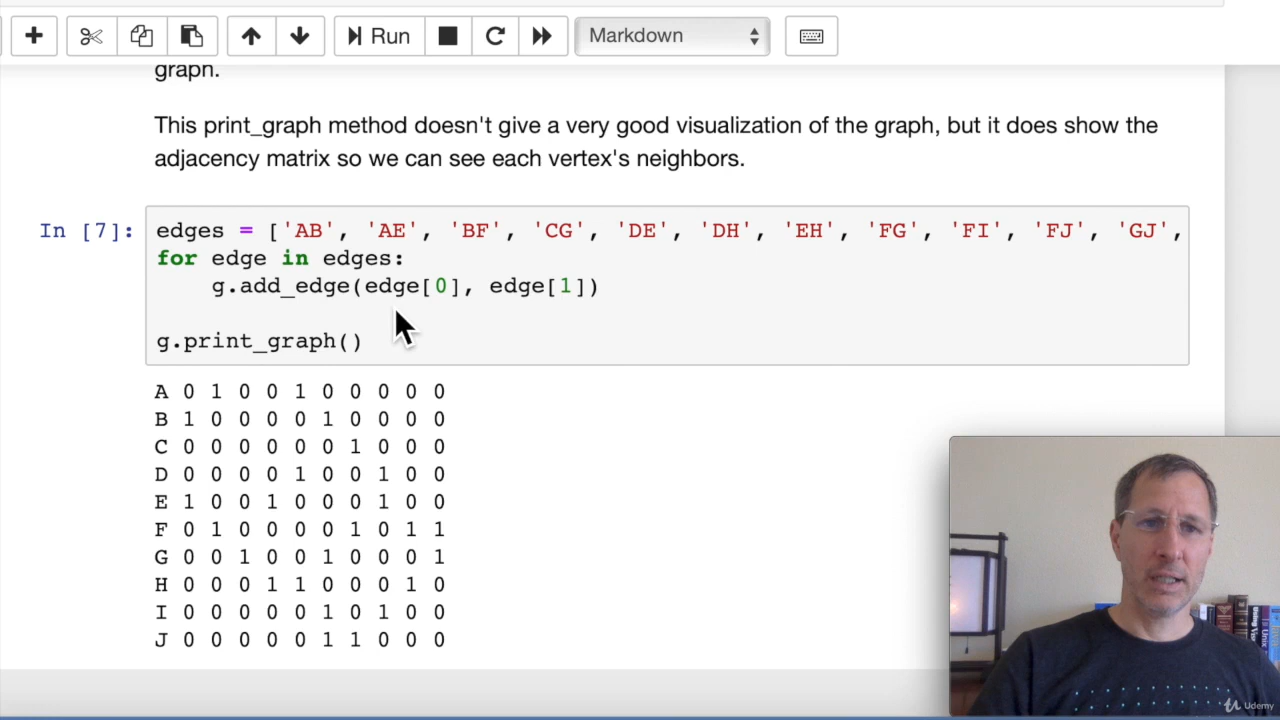 Run Markdown
graph.
This print_graph method doesn't give a very good visualization of the graph, but it does show the
adjacency matrix so we can see each vertex's neighbors.
In [7]: edges = ['AB', 'AE', 'BF', 'CG', 'DE', 'DH', 'EH', 'FG', 'FI', 'FJ', 'GJ',
for edge in edges:
g.add_edge(edge[0], edge[1])
g.print_graph()
A 0 1 0 0 1 0 0 0 0 0
B 1 0 0 0 0 1 0 0 0 0
C 0 0 0 0 0 0 1 0 0 0
D 0 0 0 0 1 0 0 1 0 0
E 1 0 0 1 0 0 0 1 0 0
F 0 1 0 0 0 0 1 0 1 1
G 0 0 1 0 0 1 0 0 0 1
H 0 0 0 1 1 0 0 0 1 0
I 0 0 0 0 0 1 0 1 0 0
J 0 0 0 0 0 1 1 0 0 0
Udemy